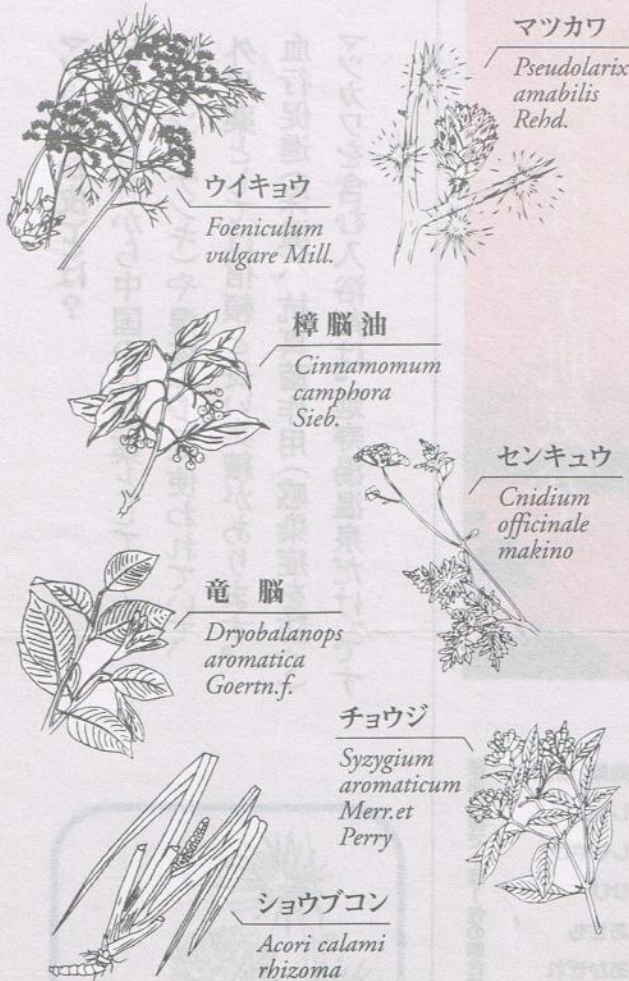 マツカワ
Pseudolarix
amabilis
Rehd.
ウイキョウ
Foeniculum
vulgare Mill.
樟脳油
Cinnamomum
camphora
Sieb.
センキュウ
Cnidium
officinale
makino
竜脳
Dryobalanops
aromatica
Goertn.f.
チョウジ
Syzygium
aromaticum
Merr.et
Perry
ショウブコン
Acori calami
rhizoma